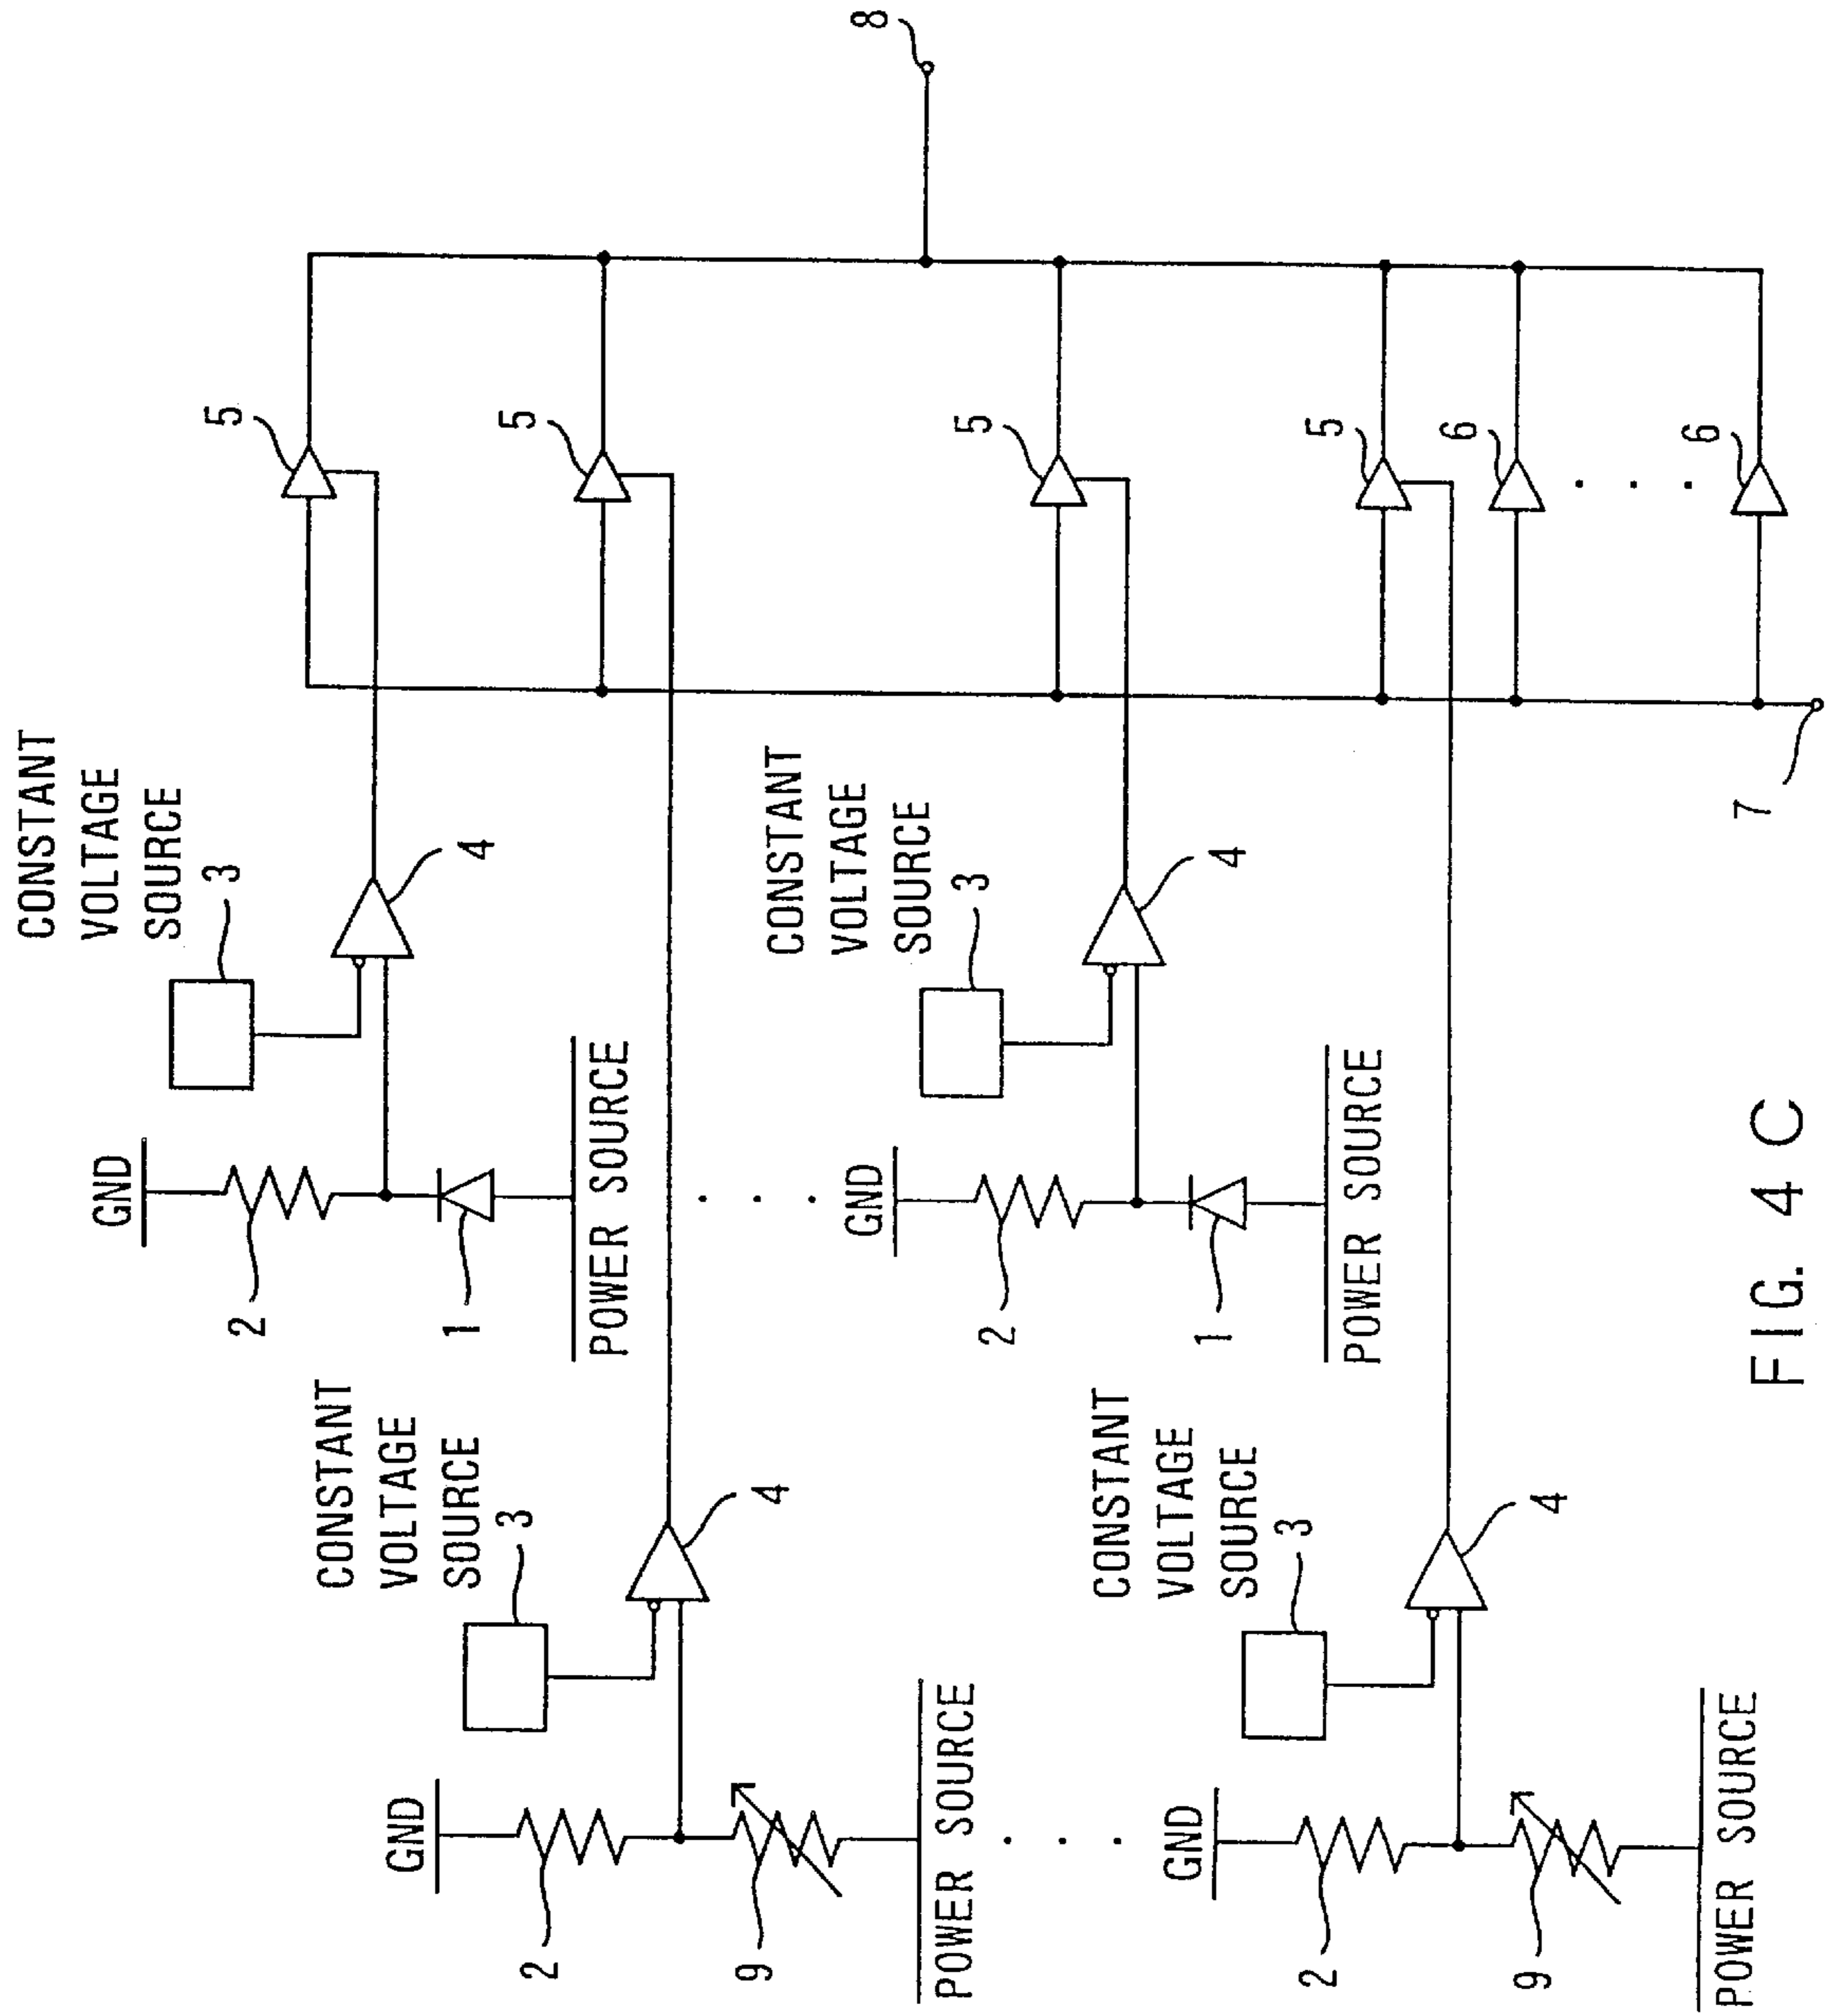 CONSTANT
VOLTAGE
SOURCE
3
GND
2
1
POWER SOURCE
4
5
8
CONSTANT
VOLTAGE
SOURCE
3
GND
2
9
POWER SOURCE
4
5
CONSTANT
VOLTAGE
SOURCE
3
GND
2
1
POWER SOURCE
4
5
CONSTANT
VOLTAGE
SOURCE
3
GND
2
9
POWER SOURCE
4
5
6
6
7
FIG. 4 C